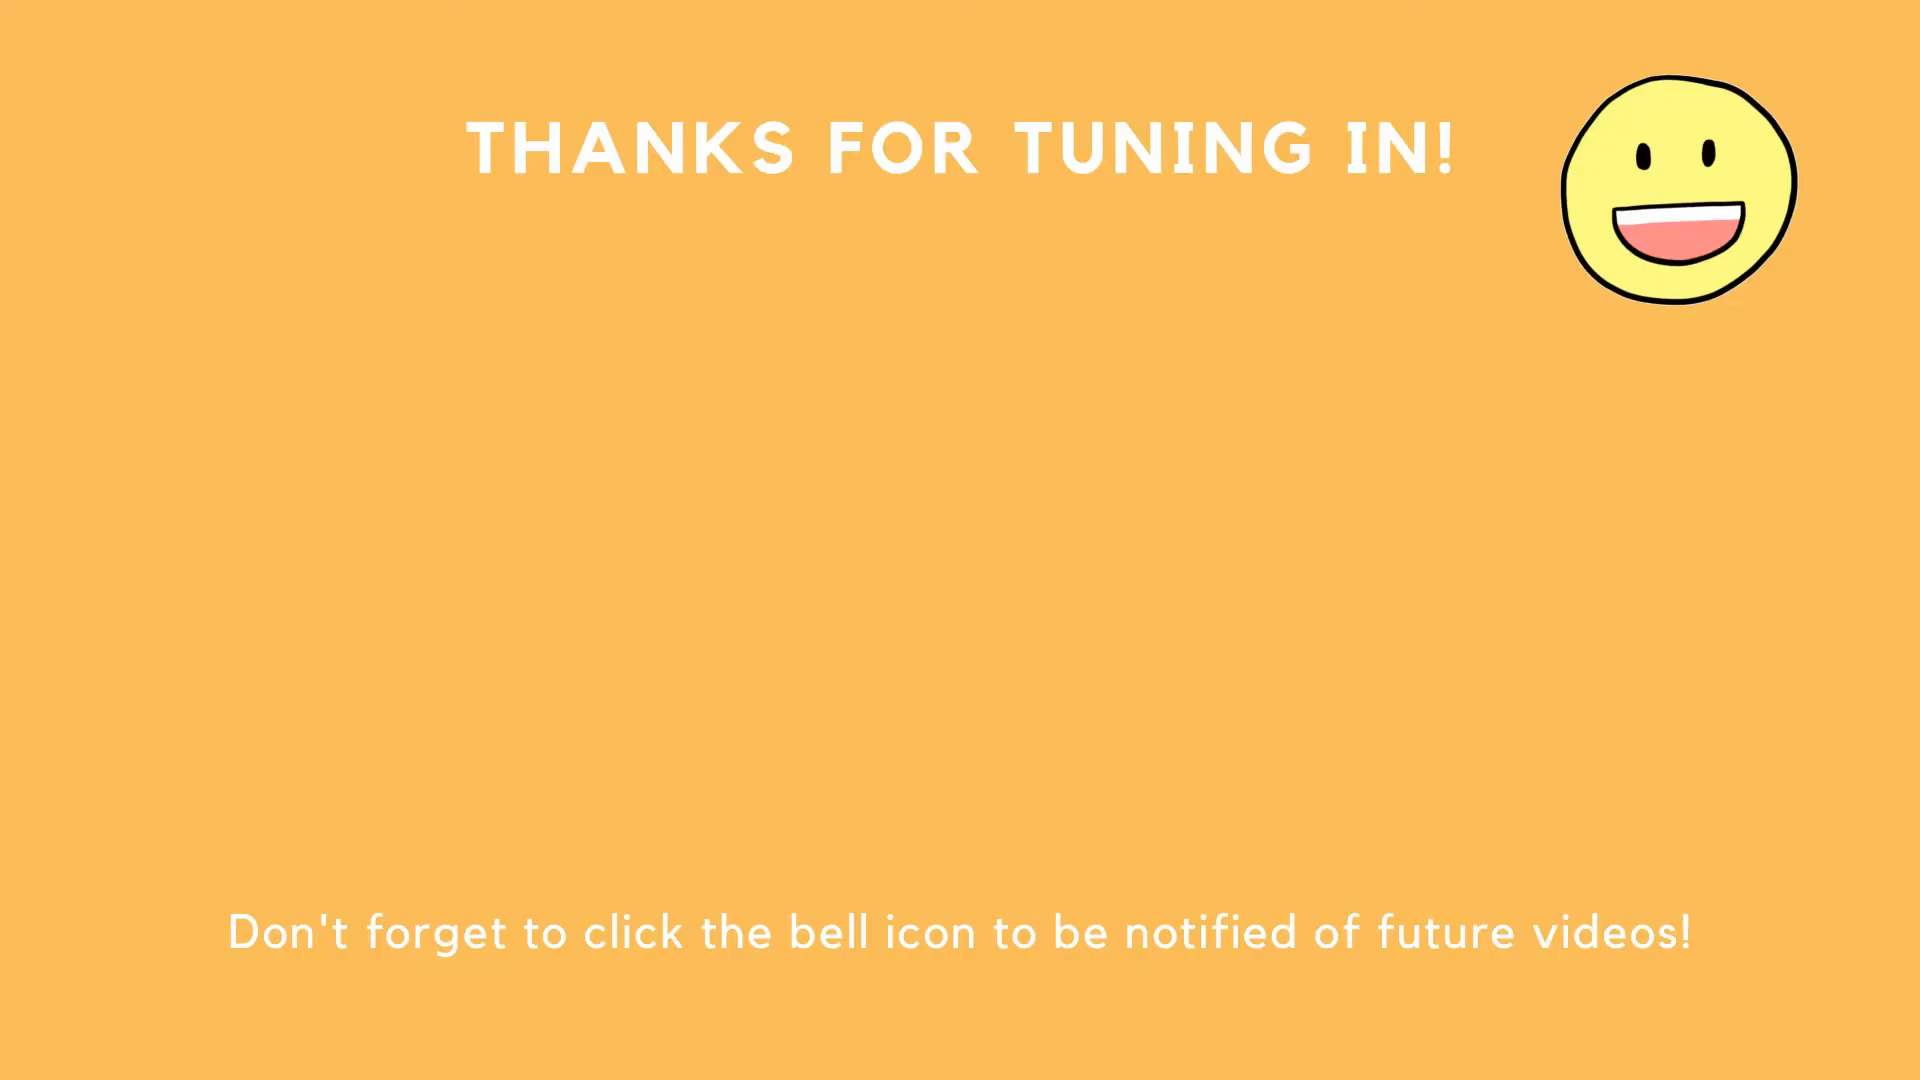 THANKS FOR TUNING IN!
Don't forget to click the bell icon to be notified of future videos!